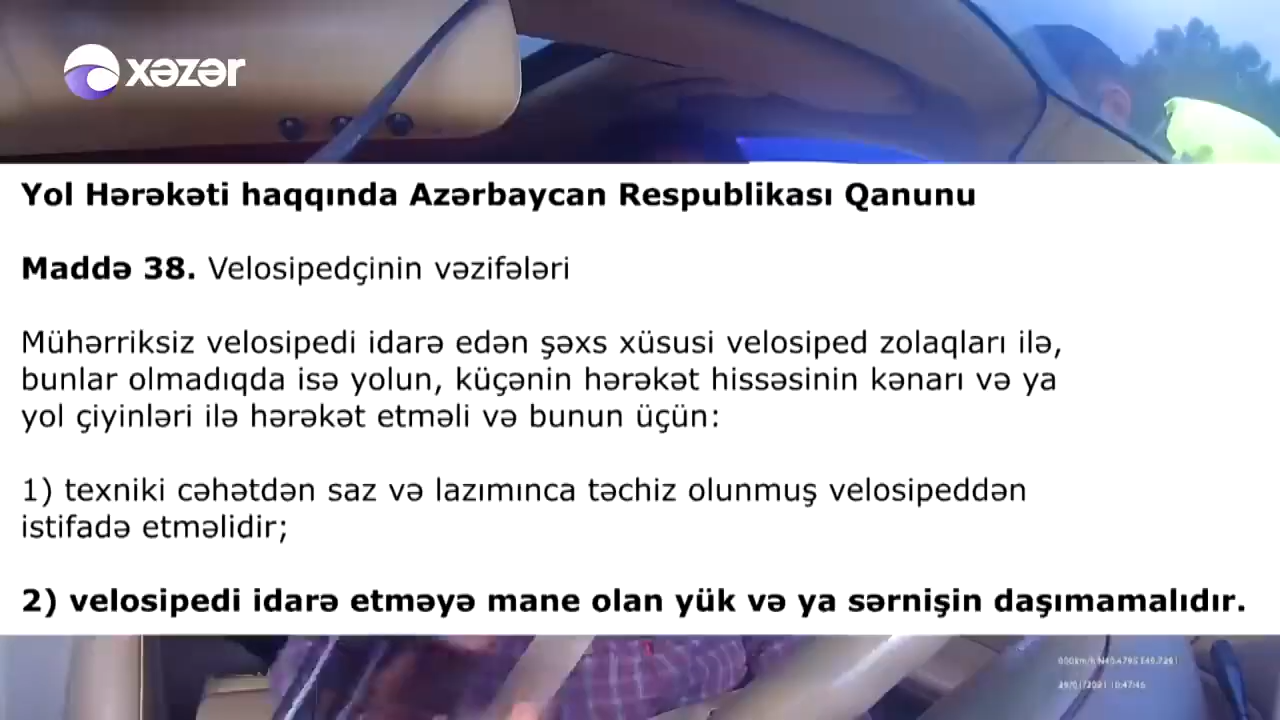 xəzər
Yol Hərəkəti haqqında Azərbaycan Respublikası Qanunu
Maddə 38. Velosipedçinin vəzifələri
Mühərriksiz velosipedi idarə edən şəxs xüsusi velosiped zolaqları ilə,
bunlar olmadıqda isə yolun, küçənin hərəkət hissəsinin kənarı və ya
yol çiyinləri ilə hərəkət etməli və bunun üçün:
1) texniki cəhətdən saz və lazımınca təchiz olunmuş velosipeddən
istifadə etməlidir;
2) velosipedi idarə etməyə mane olan yük və ya sərnişin daşımamalıdır.
000km/h